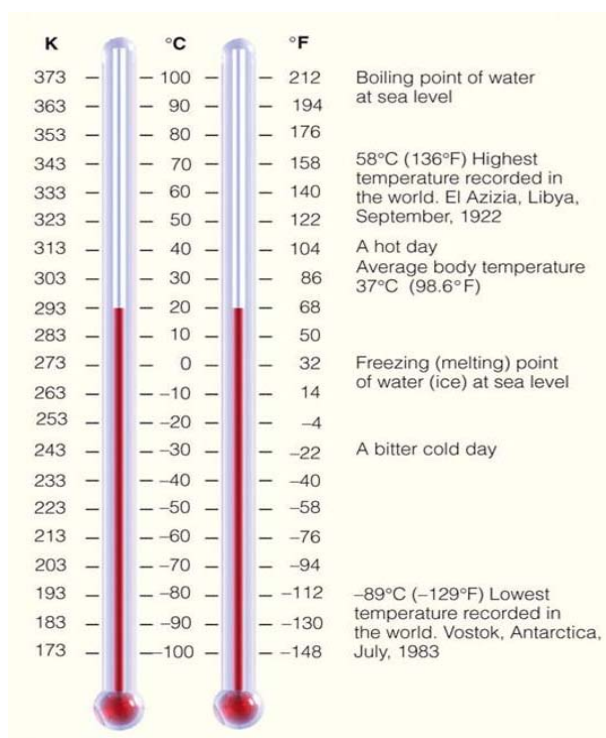 K °C °F
373 100 212 Boiling point of water
at sea level
363 90 194
353 80 176
343 70 158 58°C (136°F) Highest
temperature recorded in
333 60 140 the world. El Azizia, Libya,
323 50 122 September, 1922
313 40 104 A hot day
Average body temperature
303 30 86 37°C (98.6°F)
293 20 68
283 10 50
273 0 32 Freezing (melting) point
of water (ice) at sea level
263 –10 14
253 –20 –4
243 –30 –22 A bitter cold day
233 –40 –40
223 –50 –58
213 –60 –76
203 –70 –94
193 –80 –112 –89°C (–129°F) Lowest
temperature recorded in
183 –90 –130 the world. Vostok, Antarctica,
173 –100 –148 July, 1983